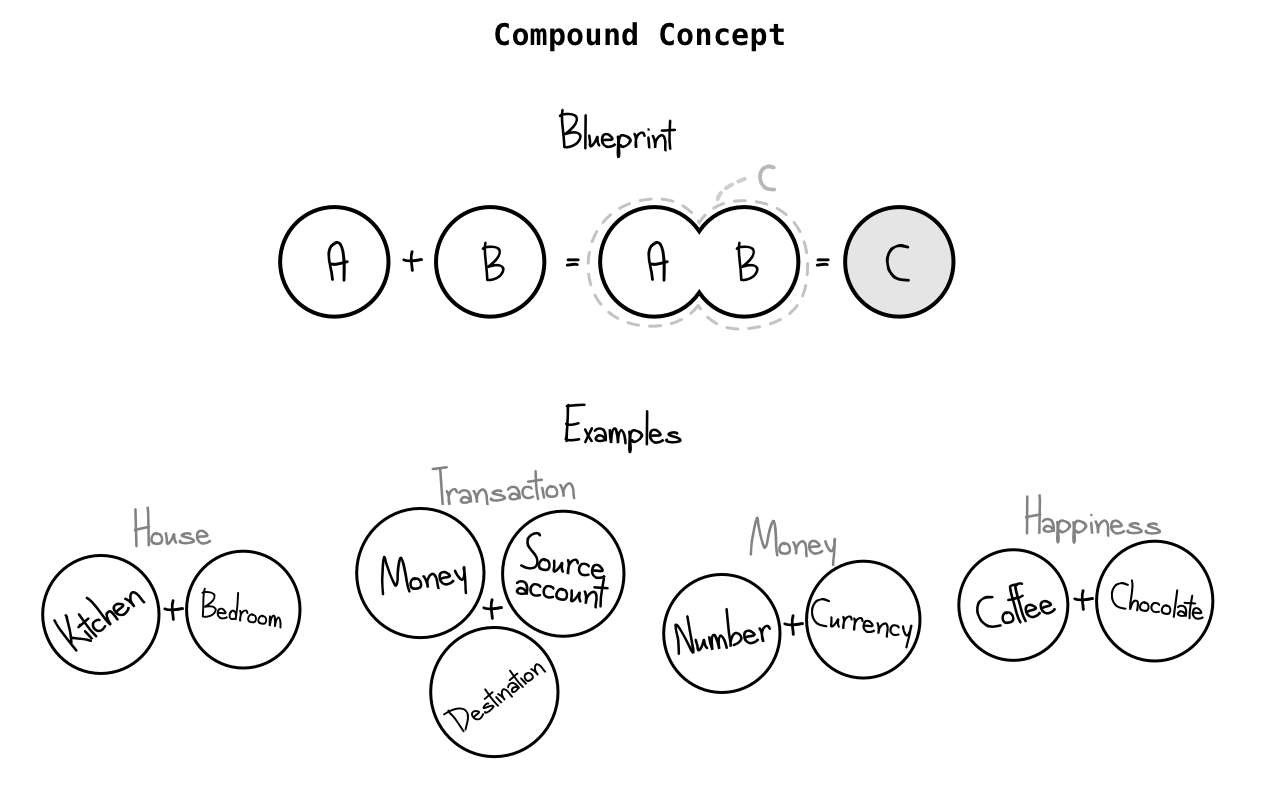 Compound Concept
Blueprint
C
A + B = A B = C
Examples
House
Kitchen + Bedroom
Transaction
Money + Source
account
Destination
Money
Number + Currency
Happiness
Coffee + Chocolate